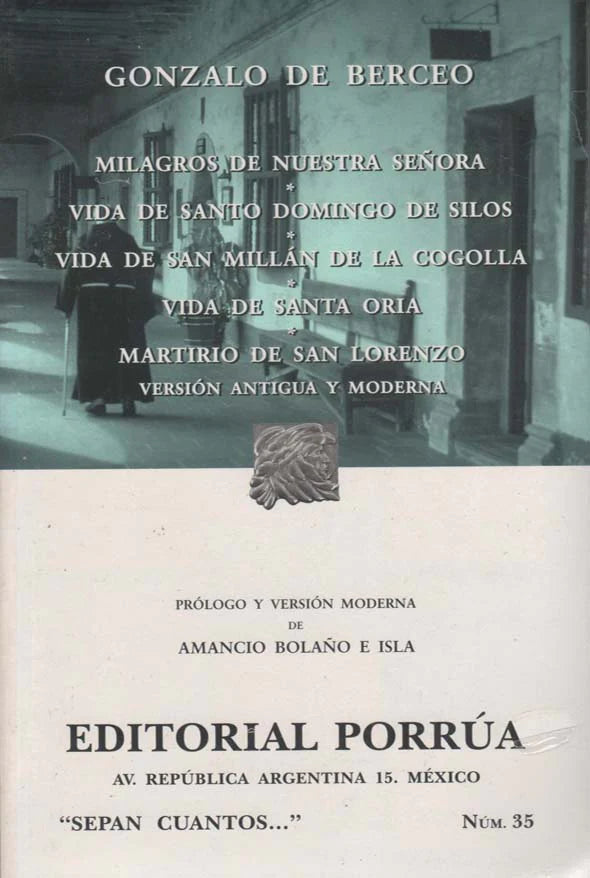 GONZALO DE BERCEO
MILAGROS DE NUESTRA SEÑORA
*
VIDA DE SANTO DOMINGO DE SILOS
*
VIDA DE SAN MILLÁN DE LA COGOLLA
*
VIDA DE SANTA ORIA
*
MARTIRIO DE SAN LORENZO
VERSIÓN ANTIGUA Y MODERNA
PRÓLOGO Y VERSIÓN MODERNA
DE
AMANCIO BOLAÑO E ISLA
EDITORIAL PORRÚA
AV. REPÚBLICA ARGENTINA 15. MÉXICO
"SEPAN CUANTOS..." NÚM. 35